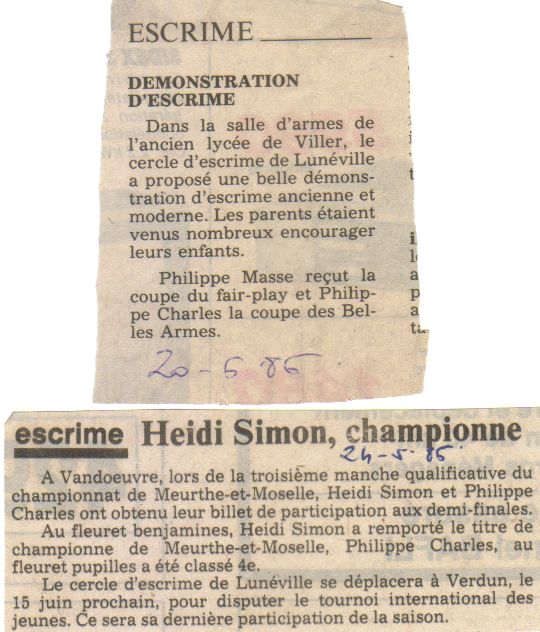 ESCRIME
DEMONSTRATION
D'ESCRIME
Dans la salle d'armes de
l'ancien lycée de Viller, le
cercle d'escrime de Lunéville
a proposé une belle démons-
tration d'escrime ancienne et
moderne. Les parents étaient
venus nombreux encourager
leurs enfants.
Philippe Masse reçut la
coupe du fair-play et Philip-
pe Charles la coupe des Bel-
les Armes.
escrime Heidi Simon, championne
24-5-85
A Vandoeuvre, lors de la troisième manche qualificative du
championnat de Meurthe-et-Moselle, Heidi Simon et Philippe
Charles ont obtenu leur billet de participation aux demi-finales.
Au fleuret benjamines, Heidi Simon a remporté le titre de
championne de Meurthe-et-Moselle, Philippe Charles, au
fleuret pupilles a été classé 4e.
Le cercle d'escrime de Lunéville se déplacera à Verdun, le
15 juin prochain, pour disputer le tournoi international des
jeunes. Ce sera sa dernière participation de la saison.